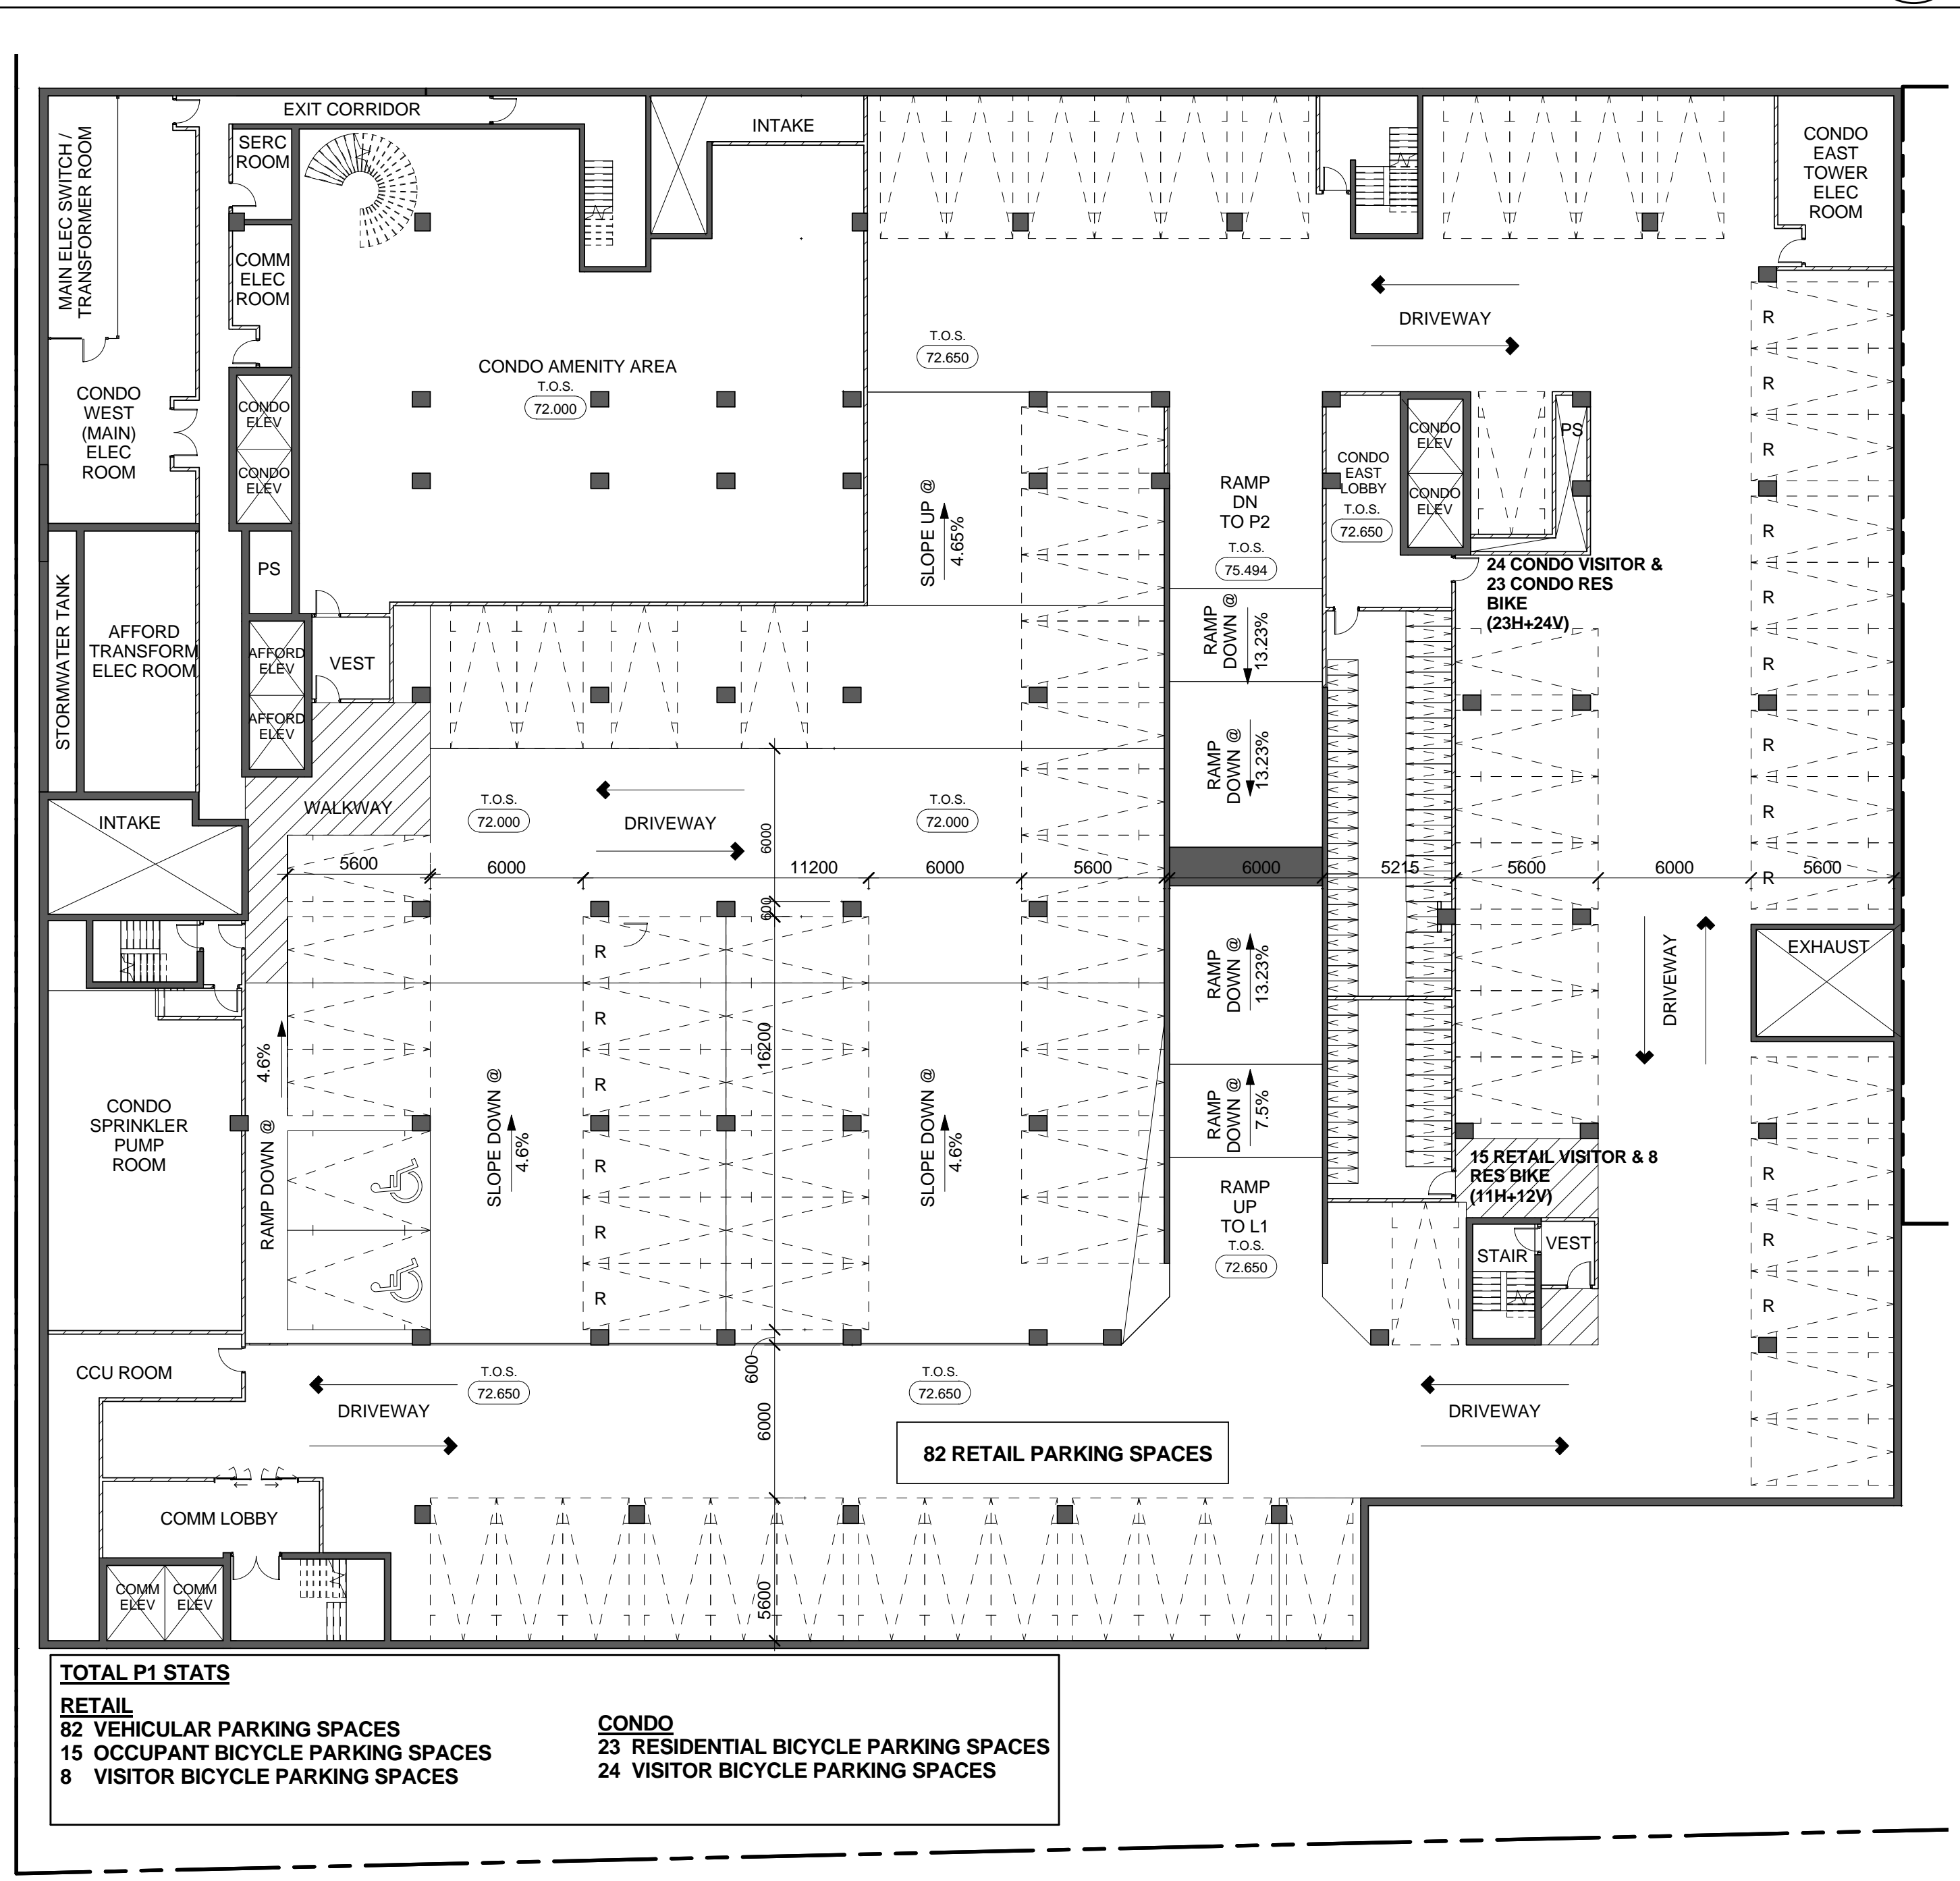 EXIT CORRIDOR
INTAKE
MAIN ELEC SWITCH /
TRANSFORMER ROOM
SERC
ROOM
CONDO
EAST
TOWER
ELEC
ROOM
COMM
ELEC
ROOM
DRIVEWAY
R
T.O.S.
72.650
CONDO AMENITY AREA
T.O.S.
72.000
CONDO
WEST
(MAIN)
ELEC
ROOM
CONDO
ELEV
CONDO
ELEV
R
CONDO
ELEV
CONDO
ELEV
PS
CONDO
EAST
LOBBY
T.O.S.
72.650
R
RAMP
DN
TO P2
T.O.S.
75.494
SLOPE UP @
4.65%
R
PS
24 CONDO VISITOR &
23 CONDO RES
BIKE
(23H+24V)
R
STORMWATER TANK
AFFORD
TRANSFORM
ELEC ROOM
AFFORD
ELEV
AFFORD
ELEV
VEST
RAMP
DOWN @
13.23%
R
RAMP
DOWN @
13.23%
R
WALKWAY
T.O.S.
72.000
DRIVEWAY
T.O.S.
72.000
R
INTAKE
6000
5600
6000
11200
6000
5600
6000
5215
5600
6000
5600
R
600
R
EXHAUST
DRIVEWAY
RAMP
DOWN @
13.23%
R
16200
4.6%
RAMP DOWN @
SLOPE DOWN @
4.6%
R
SLOPE DOWN @
4.6%
RAMP
DOWN @
7.5%
CONDO
SPRINKLER
PUMP
ROOM
R
15 RETAIL VISITOR & 8
RES BIKE
(11H+12V)
R
RAMP
UP
TO L1
T.O.S.
72.650
R
STAIR
VEST
R
R
R
CCU ROOM
T.O.S.
72.650
600
T.O.S.
72.650
DRIVEWAY
6000
DRIVEWAY
82 RETAIL PARKING SPACES
COMM LOBBY
COMM
ELEV
COMM
ELEV
5600
TOTAL P1 STATS
RETAIL
82 VEHICULAR PARKING SPACES
15 OCCUPANT BICYCLE PARKING SPACES
8 VISITOR BICYCLE PARKING SPACES
CONDO
23 RESIDENTIAL BICYCLE PARKING SPACES
24 VISITOR BICYCLE PARKING SPACES